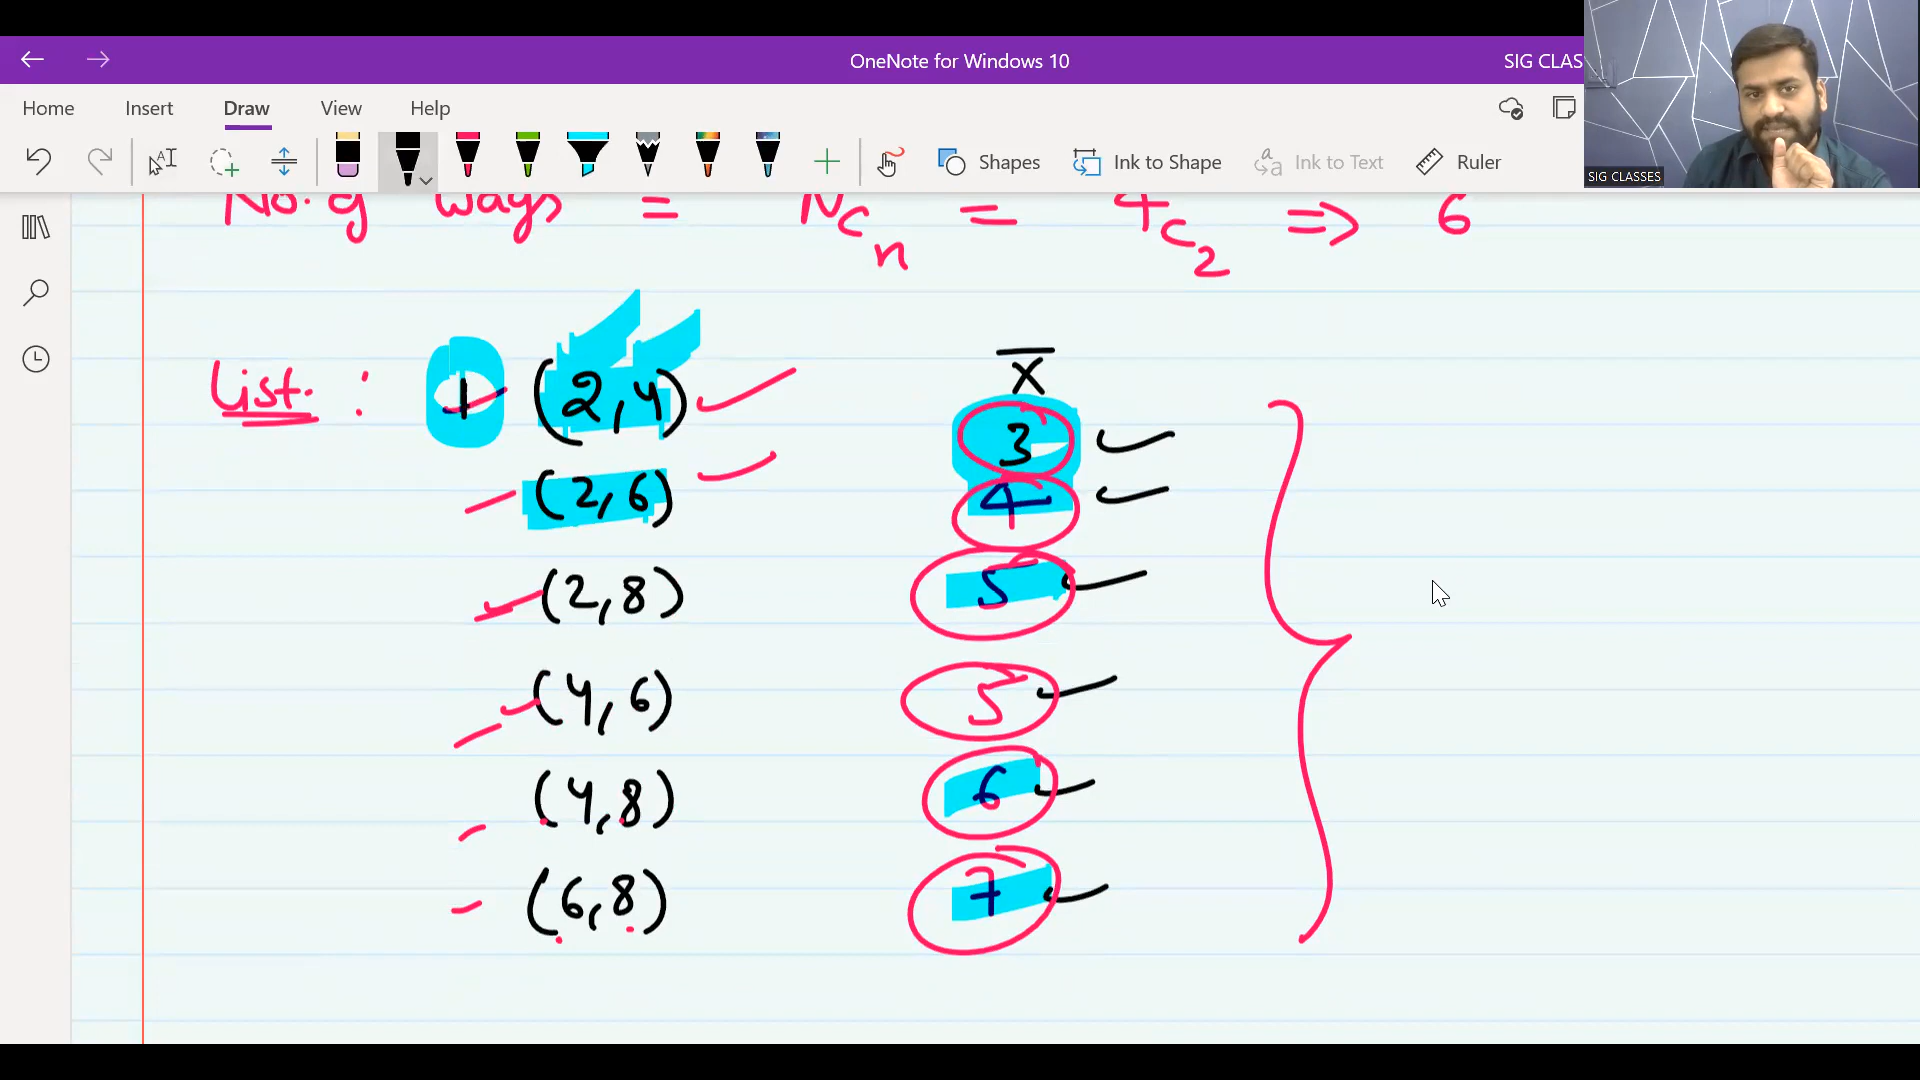 OneNote for Windows 10
SIG CLAS
Home Insert Draw View Help
Shapes Ink to Shape Ink to Text Ruler
SIG CLASSES
No. of ways = NCn = 4C2 => 6
List. : 1 (2,4) X̅
3
(2,6) 4
(2,8) 5
(4,6) 5
(4,8) 6
(6,8) 7